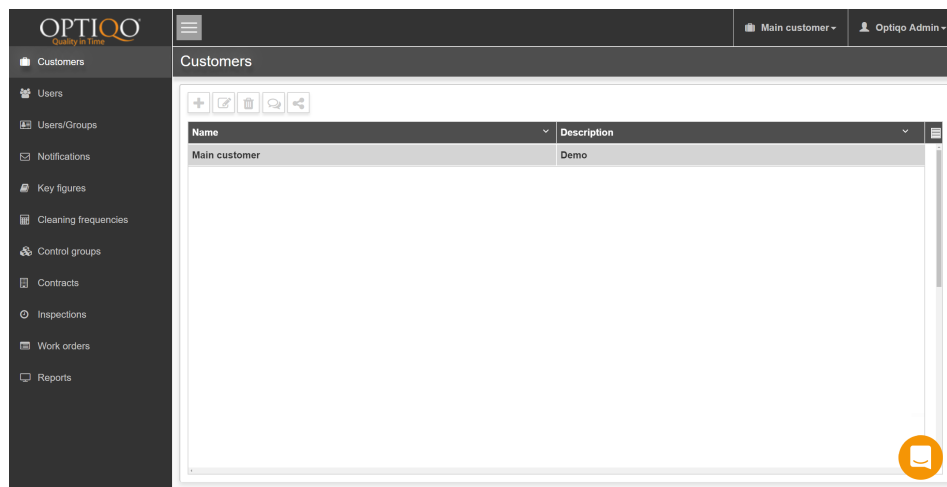 OPTIQO
Quality in Time
Main customer
Optiqo Admin
Customers
Customers
Users
Users/Groups
Notifications
Key figures
Cleaning frequencies
Control groups
Contracts
Inspections
Work orders
Reports
Name
Description
Main customer
Demo